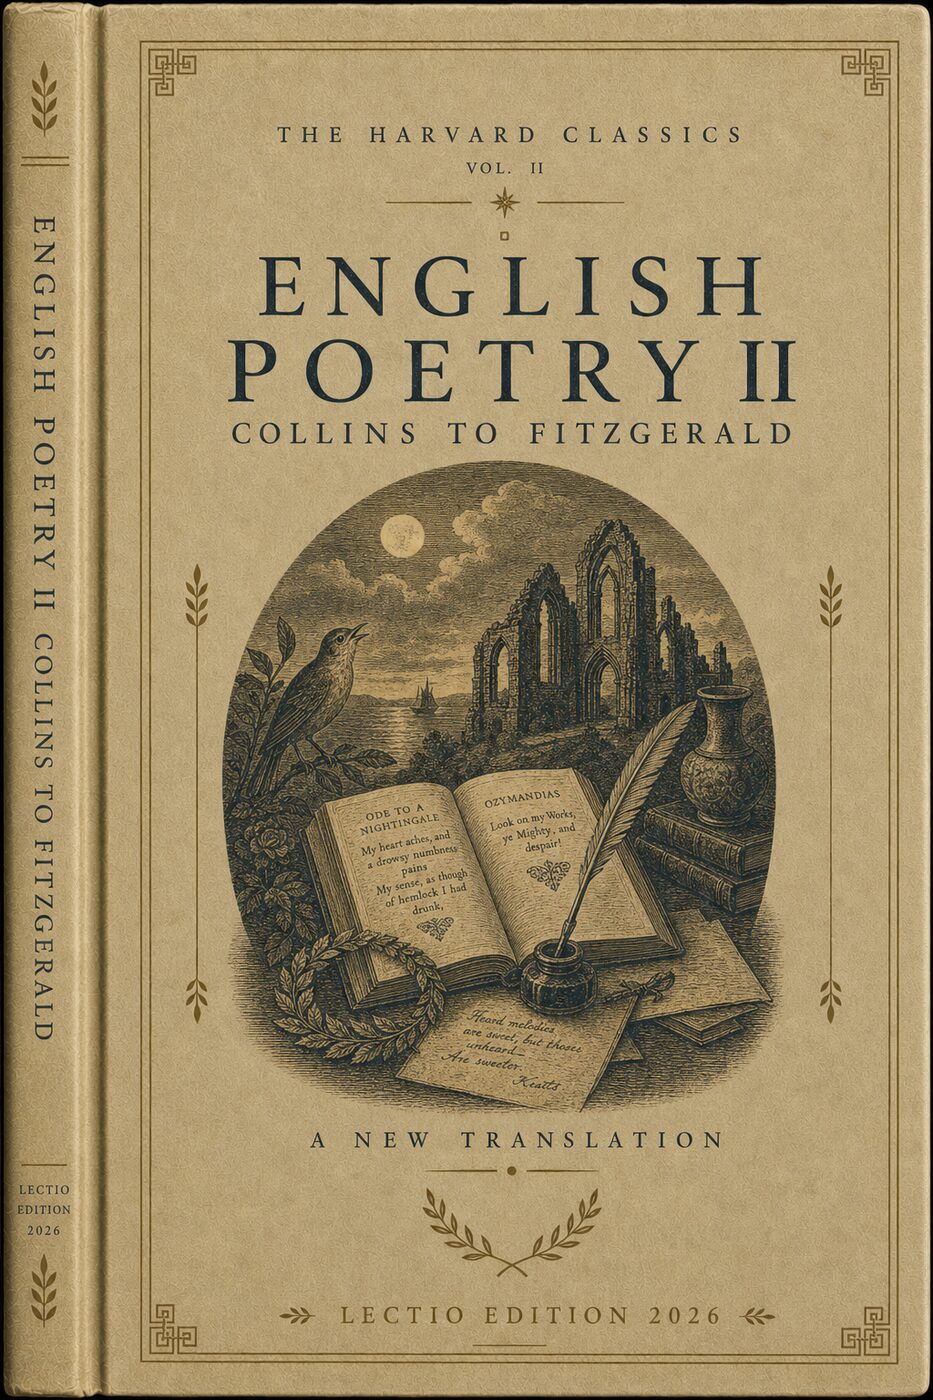 THE HARVARD CLASSICS
VOL. II
ENGLISH
POETRY II
COLLINS TO FITZGERALD
ODE TO A
NIGHTINGALE
My heart aches, and
a drowsy numbness
pains
My sense, as though
of hemlock I had
drunk,
OZYMANDIAS
Look on my Works,
ye Mighty, and
despair!
Heard melodies
are sweet, but those
unheard—
Are sweeter.
Keats
A NEW TRANSLATION
LECTIO EDITION 2026
ENGLISH POETRY II COLLINS TO FITZGERALD
LECTIO
EDITION
2026